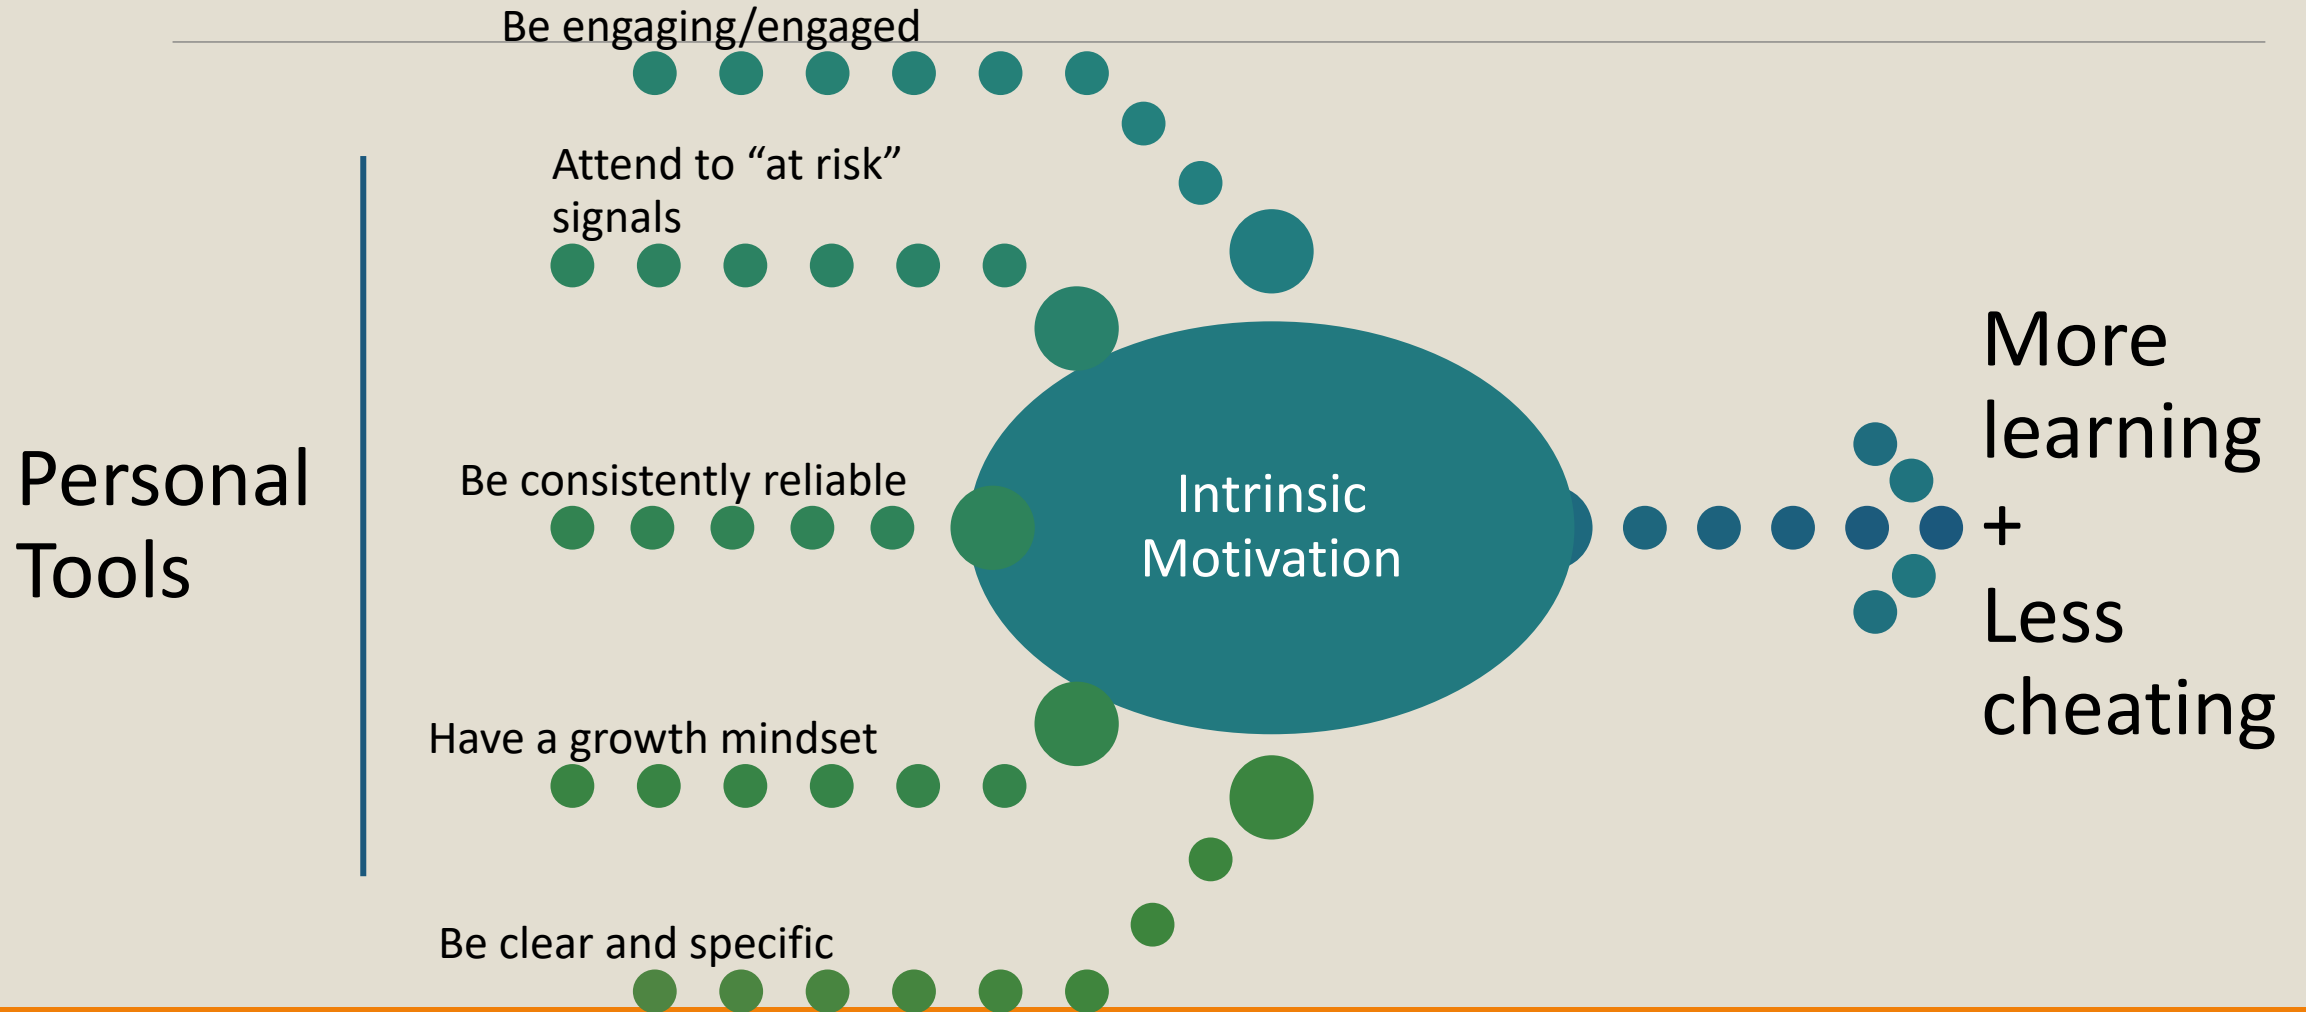 Be engaging/engaged
Attend to “at risk”
signals
Personal
Tools
Be consistently reliable
Have a growth mindset
Be clear and specific
Intrinsic
Motivation
More
learning
+
Less
cheating